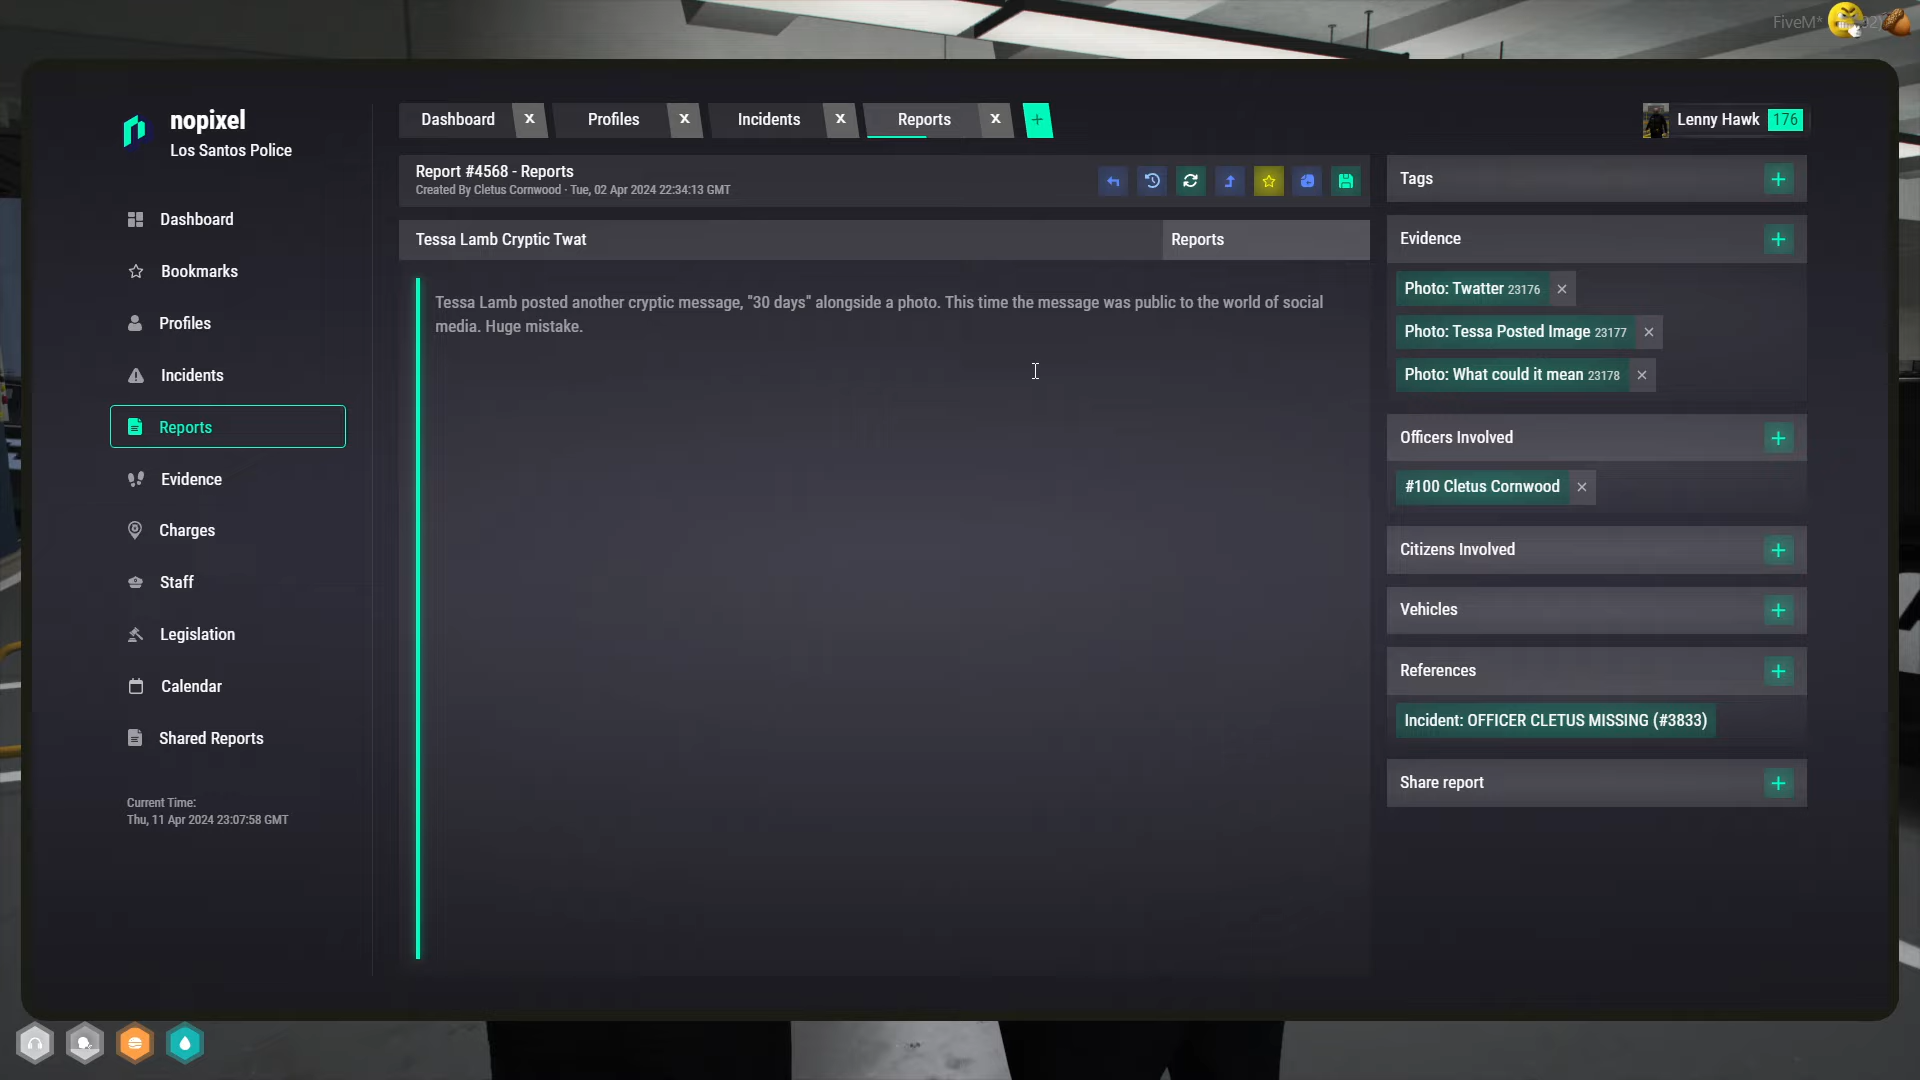 FiveM*
nopixel
Los Santos Police
Dashboard x Profiles x Incidents x Reports x +
Lenny Hawk 176
Report #4568 - Reports
Created By Cletus Cornwood · Tue, 02 Apr 2024 22:34:13 GMT
Tessa Lamb Cryptic Twat
Reports
Tessa Lamb posted another cryptic message, "30 days" alongside a photo. This time the message was public to the world of social
media. Huge mistake.
Dashboard
Bookmarks
Profiles
Incidents
Reports
Evidence
Charges
Staff
Legislation
Calendar
Shared Reports
Current Time:
Thu, 11 Apr 2024 23:07:58 GMT
Tags +
Evidence +
Photo: Twatter 23176 ×
Photo: Tessa Posted Image 23177 ×
Photo: What could it mean 23178 ×
Officers Involved +
#100 Cletus Cornwood ×
Citizens Involved +
Vehicles +
References +
Incident: OFFICER CLETUS MISSING (#3833)
Share report +